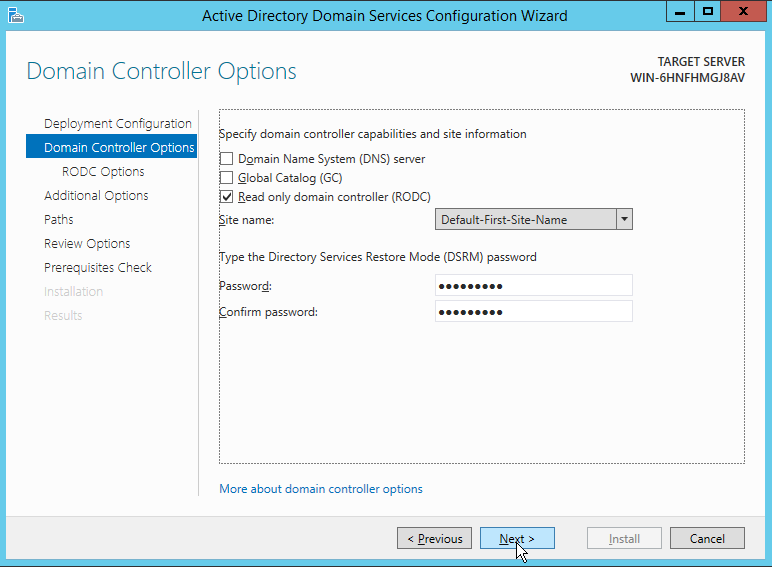 Active Directory Domain Services Configuration Wizard
Domain Controller Options
TARGET SERVER
WIN-6HNFHMGJ8AV
Deployment Configuration
Domain Controller Options
RODC Options
Additional Options
Paths
Review Options
Prerequisites Check
Installation
Results
Specify domain controller capabilities and site information
Domain Name System (DNS) server
Global Catalog (GC)
Read only domain controller (RODC)
Site name: Default-First-Site-Name
Type the Directory Services Restore Mode (DSRM) password
Password: ●●●●●●●●●
Confirm password: ●●●●●●●●●
More about domain controller options
< Previous Next > Install Cancel